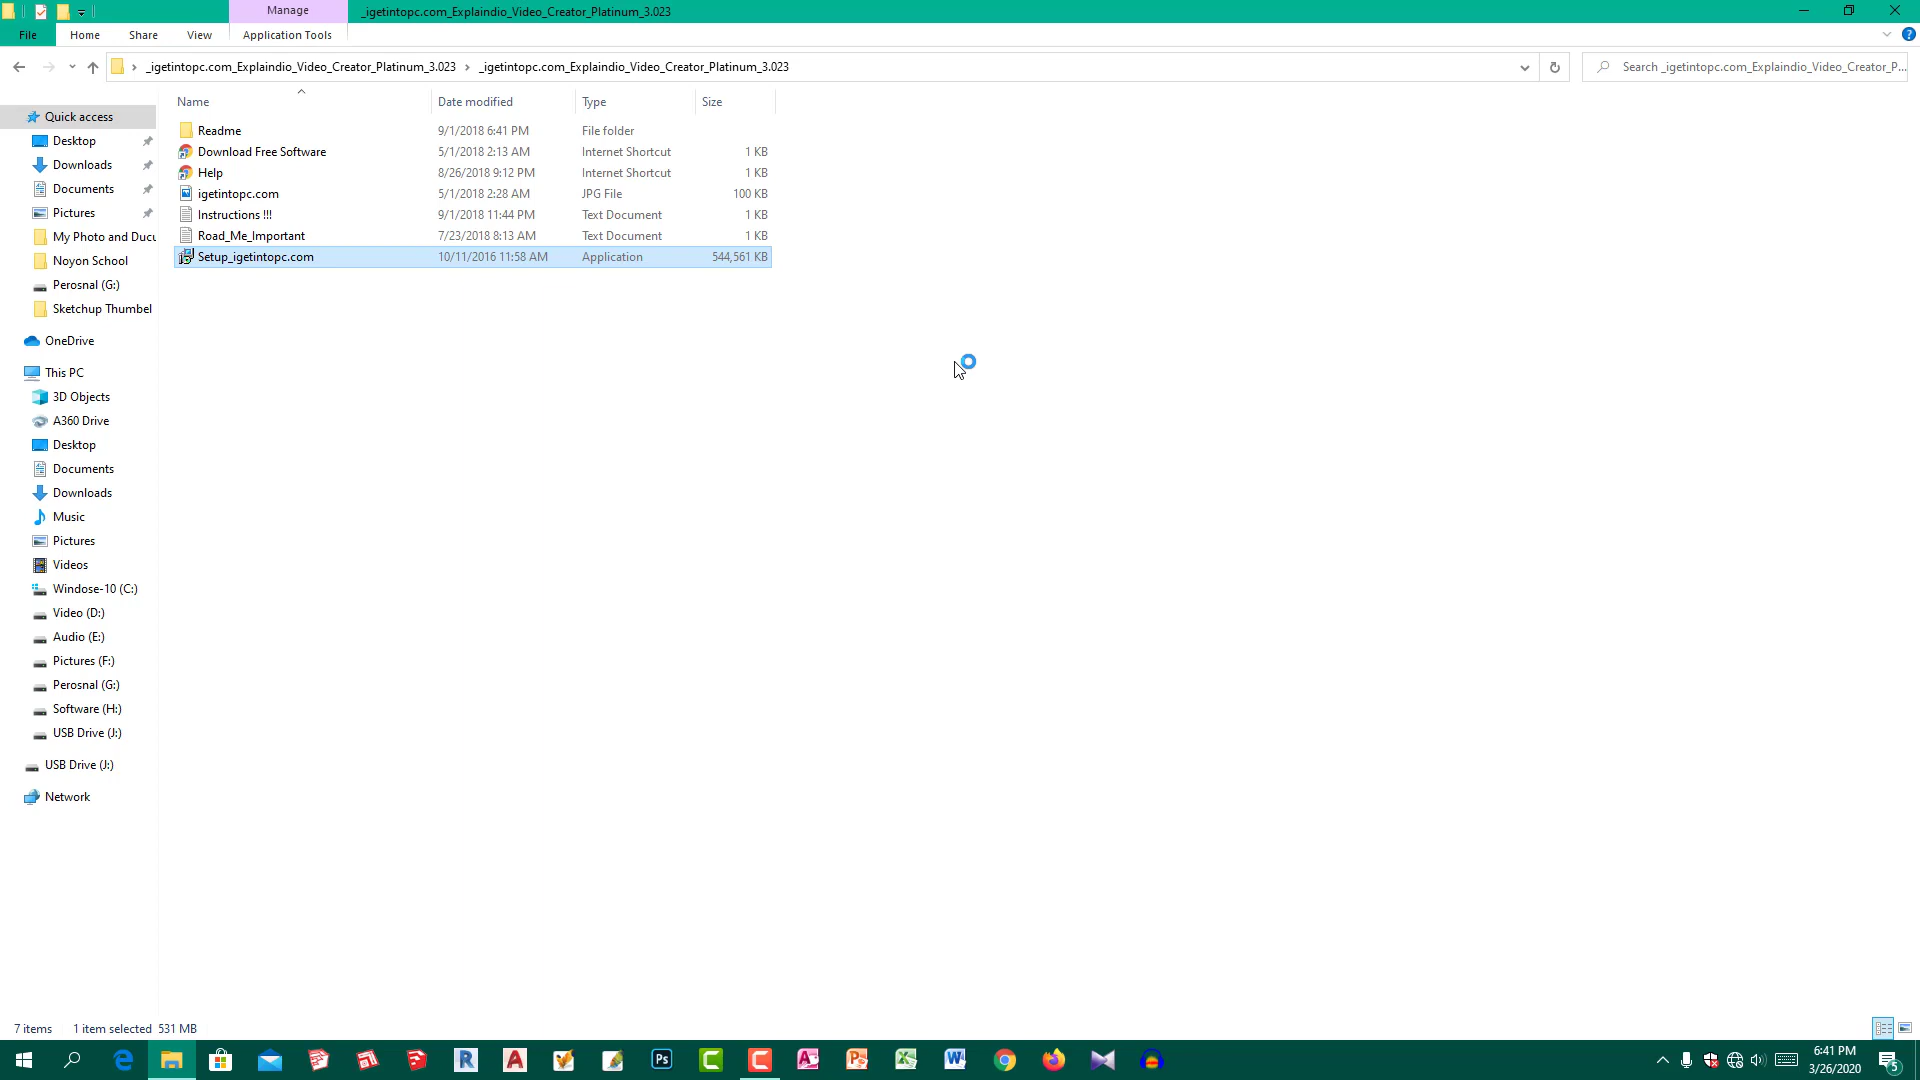 Manage
_igetintopc.com_Explaindio_Video_Creator_Platinum_3.023
File Home Share View Application Tools
_igetintopc.com_Explaindio_Video_Creator_Platinum_3.023 › _igetintopc.com_Explaindio_Video_Creator_Platinum_3.023
Search _igetintopc.com_Explaindio_Video_Creator_P...
Name Date modified Type Size
Readme 9/1/2018 6:41 PM File folder
Download Free Software 5/1/2018 2:13 AM Internet Shortcut 1 KB
Help 8/26/2018 9:12 PM Internet Shortcut 1 KB
igetintopc.com 5/1/2018 2:28 AM JPG File 100 KB
Instructions !!! 9/1/2018 11:44 PM Text Document 1 KB
Road_Me_Important 7/23/2018 8:13 AM Text Document 1 KB
Setup_igetintopc.com 10/11/2016 11:58 AM Application 544,561 KB
Quick access
Desktop
Downloads
Documents
Pictures
My Photo and Docu
Noyon School
Perosnal (G:)
Sketchup Thumbel
OneDrive
This PC
3D Objects
A360 Drive
Desktop
Documents
Downloads
Music
Pictures
Videos
Windose-10 (C:)
Video (D:)
Audio (E:)
Pictures (F:)
Perosnal (G:)
Software (H:)
USB Drive (J:)
USB Drive (J:)
Network
7 items 1 item selected 531 MB
6:41 PM
3/26/2020
5